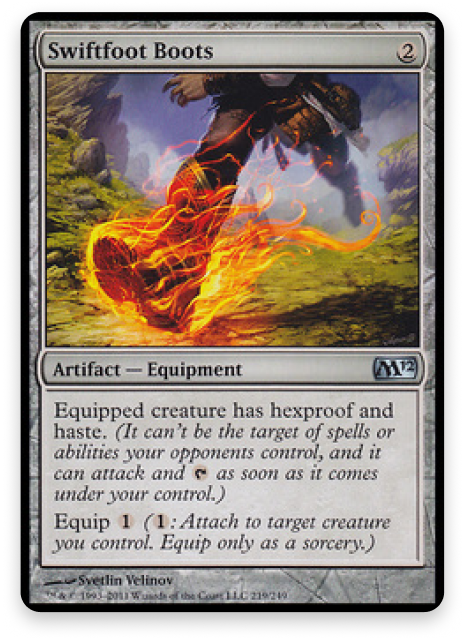 Swiftfoot Boots 2
Artifact — Equipment M12
Equipped creature has hexproof and
haste. (It can't be the target of spells or
abilities your opponents control, and it
can attack and as soon as it comes
under your control.)
Equip 1 (1: Attach to target creature
you control. Equip only as a sorcery.)
Svetlin Velinov
™ & © 1993–2011 Wizards of the Coast LLC 219/249